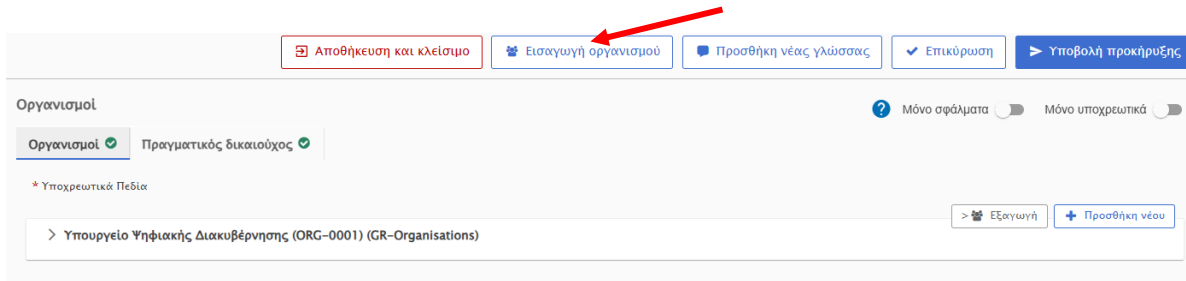 Αποθήκευση και κλείσιμο Εισαγωγή οργανισμού Προσθήκη νέας γλώσσας Επικύρωση Υποβολή προκήρυξης
Οργανισμοί ? Μόνο σφάλματα Μόνο υποχρεωτικά
Οργανισμοί Πραγματικός δικαιούχος
* Υποχρεωτικά Πεδία
> Εξαγωγή + Προσθήκη νέου
> Υπουργείο Ψηφιακής Διακυβέρνησης (ORG-0001) (GR-Organisations)